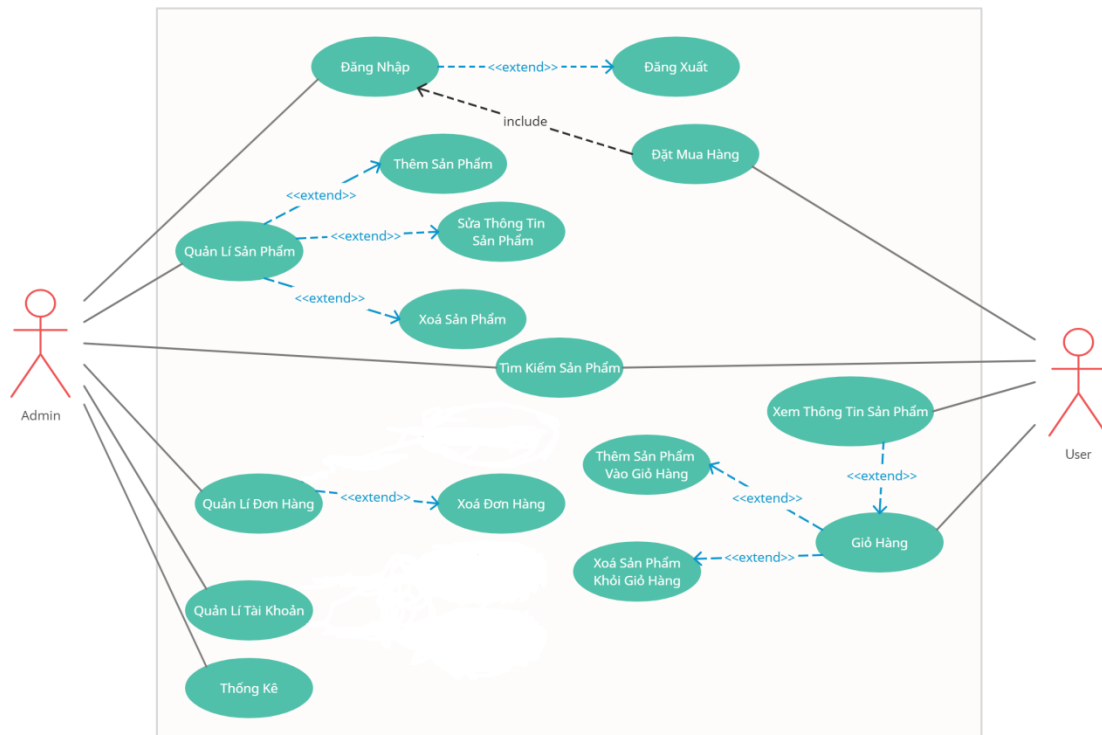 Đăng Nhập
<<extend>>
Đăng Xuất
include
Đặt Mua Hàng
Thêm Sản Phẩm
<<extend>>
Sửa Thông Tin
Sản Phẩm
<<extend>>
Quản Lí Sản Phẩm
<<extend>>
Xoá Sản Phẩm
Tìm Kiếm Sản Phẩm
Admin
Xem Thông Tin Sản Phẩm
User
Thêm Sản Phẩm
Vào Giỏ Hàng
<<extend>>
<<extend>>
Quản Lí Đơn Hàng
<<extend>>
Xoá Đơn Hàng
Giỏ Hàng
<<extend>>
Xoá Sản Phẩm
Khỏi Giỏ Hàng
Quản Lí Tài Khoản
Thống Kê